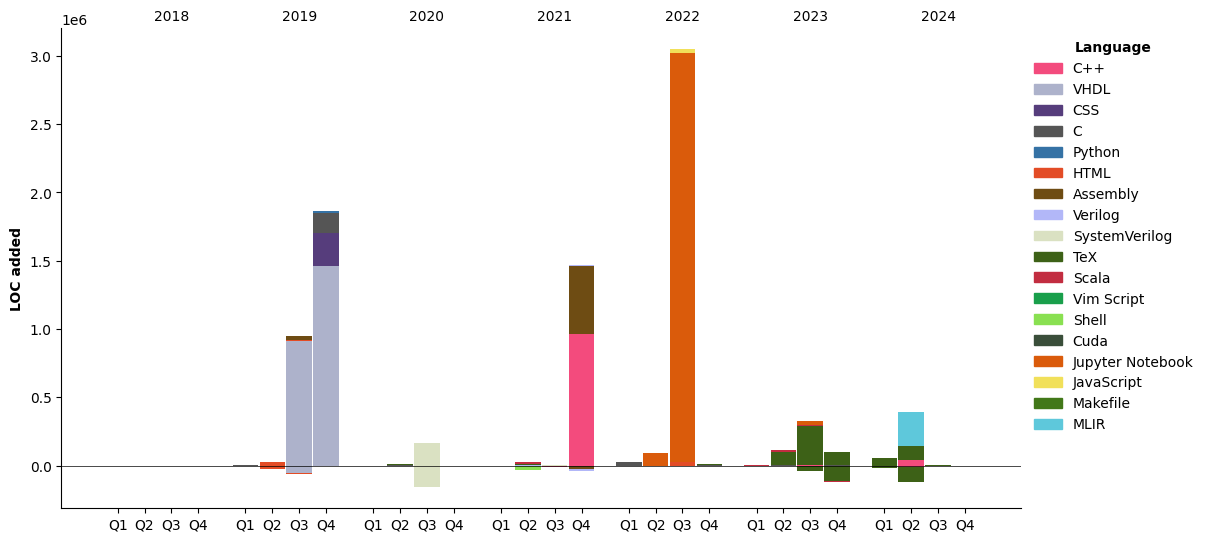 1e6
2018 2019 2020 2021 2022 2023 2024
LOC added
3.0
2.5
2.0
1.5
1.0
0.5
0.0
Q1 Q2 Q3 Q4 Q1 Q2 Q3 Q4 Q1 Q2 Q3 Q4 Q1 Q2 Q3 Q4 Q1 Q2 Q3 Q4 Q1 Q2 Q3 Q4 Q1 Q2 Q3 Q4
Language
C++
VHDL
CSS
C
Python
HTML
Assembly
Verilog
SystemVerilog
TeX
Scala
Vim Script
Shell
Cuda
Jupyter Notebook
JavaScript
Makefile
MLIR